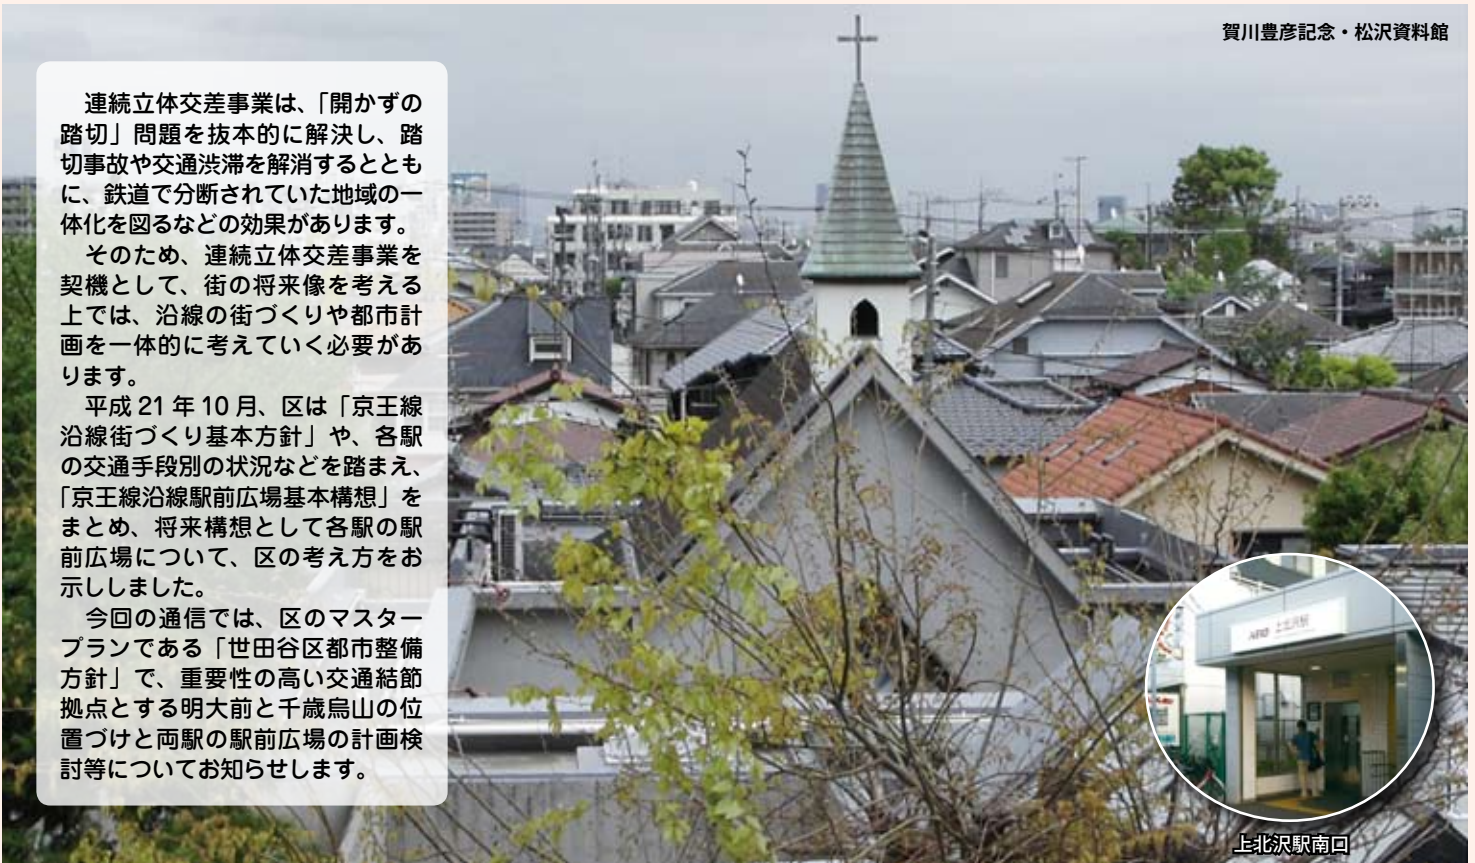 賀川豊彦記念・松沢資料館
　連続立体交差事業は、「開かずの
踏切」問題を抜本的に解決し、踏
切事故や交通渋滞を解消するととも
に、鉄道で分断されていた地域の一
体化を図るなどの効果があります。
　そのため、連続立体交差事業を
契機として、街の将来像を考える
上では、沿線の街づくりや都市計
画を一体的に考えていく必要があ
ります。
　平成 21 年 10 月、区は「京王線
沿線街づくり基本方針」や、各駅
の交通手段別の状況などを踏まえ、
「京王線沿線駅前広場基本構想」を
まとめ、将来構想として各駅の駅
前広場について、区の考え方をお
示ししました。
　今回の通信では、区のマスター
プランである「世田谷区都市整備
方針」で、重要性の高い交通結節
拠点とする明大前と千歳烏山の位
置づけと両駅の駅前広場の計画検
討等についてお知らせします。
上北沢駅
上北沢駅南口